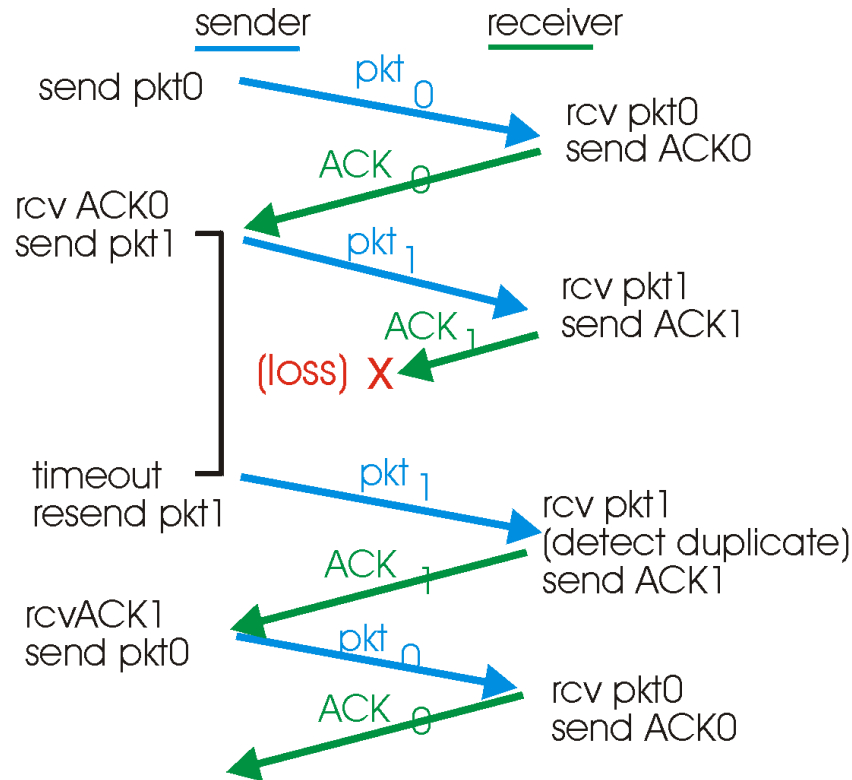 sender receiver
send pkt0
pkt 0
rcv pkt0
send ACK0
ACK 0
rcv ACK0
send pkt1
pkt 1
rcv pkt1
send ACK1
ACK 1
(loss) X
timeout
resend pkt1
pkt 1
rcv pkt1
(detect duplicate)
send ACK1
ACK 1
rcvACK1
send pkt0
pkt 0
rcv pkt0
send ACK0
ACK 0